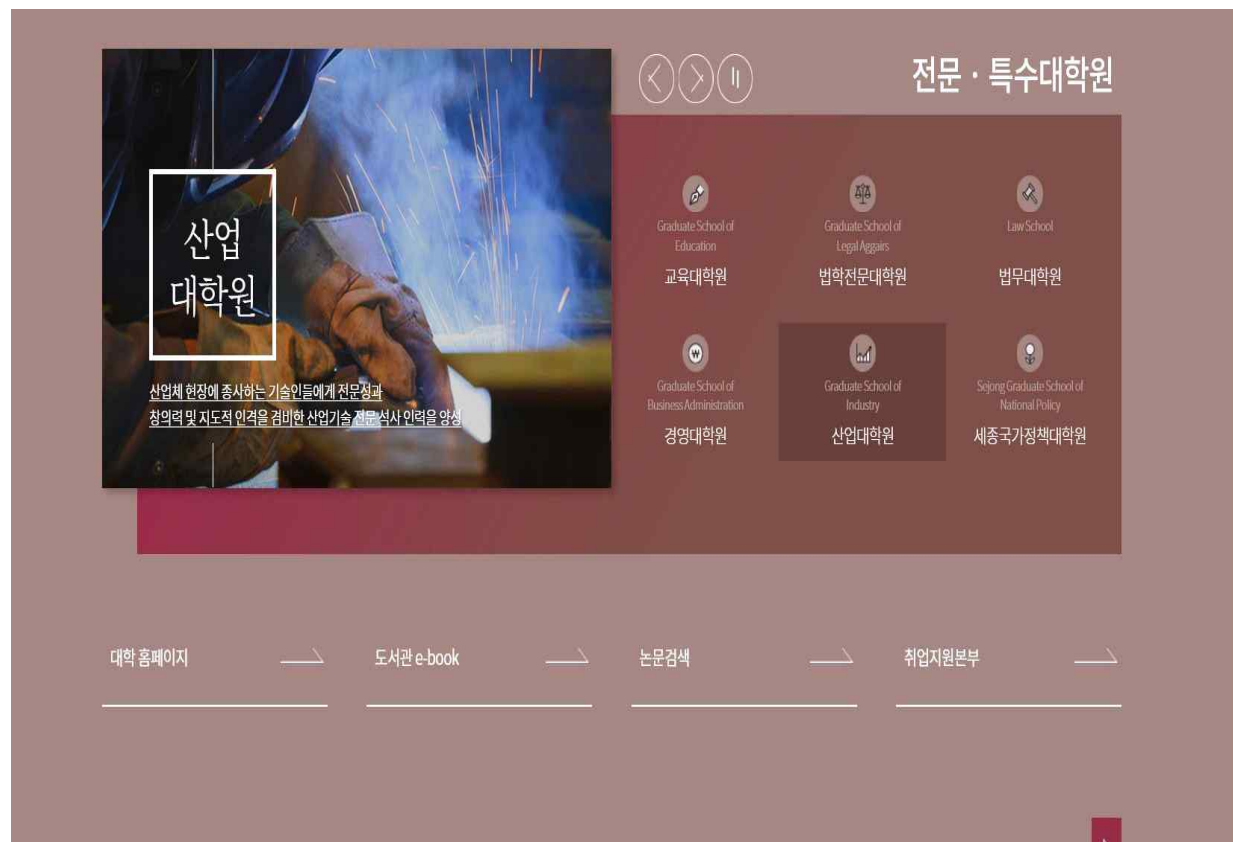 산업
대학원
산업체 현장에 종사하는 기술인들에게 전문성과
창의력 및 지도적 인격을 겸비한 산업기술 전문 석사 인력을 양성
전문·특수대학원
Graduate School of
Education
교육대학원
Graduate School of
Legal Aggairs
법학전문대학원
Law School
법무대학원
₩
Graduate School of
Business Administration
경영대학원
Graduate School of
Industry
산업대학원
Sejong Graduate School of
National Policy
세종국가정책대학원
대학 홈페이지
도서관 e-book
논문검색
취업지원본부